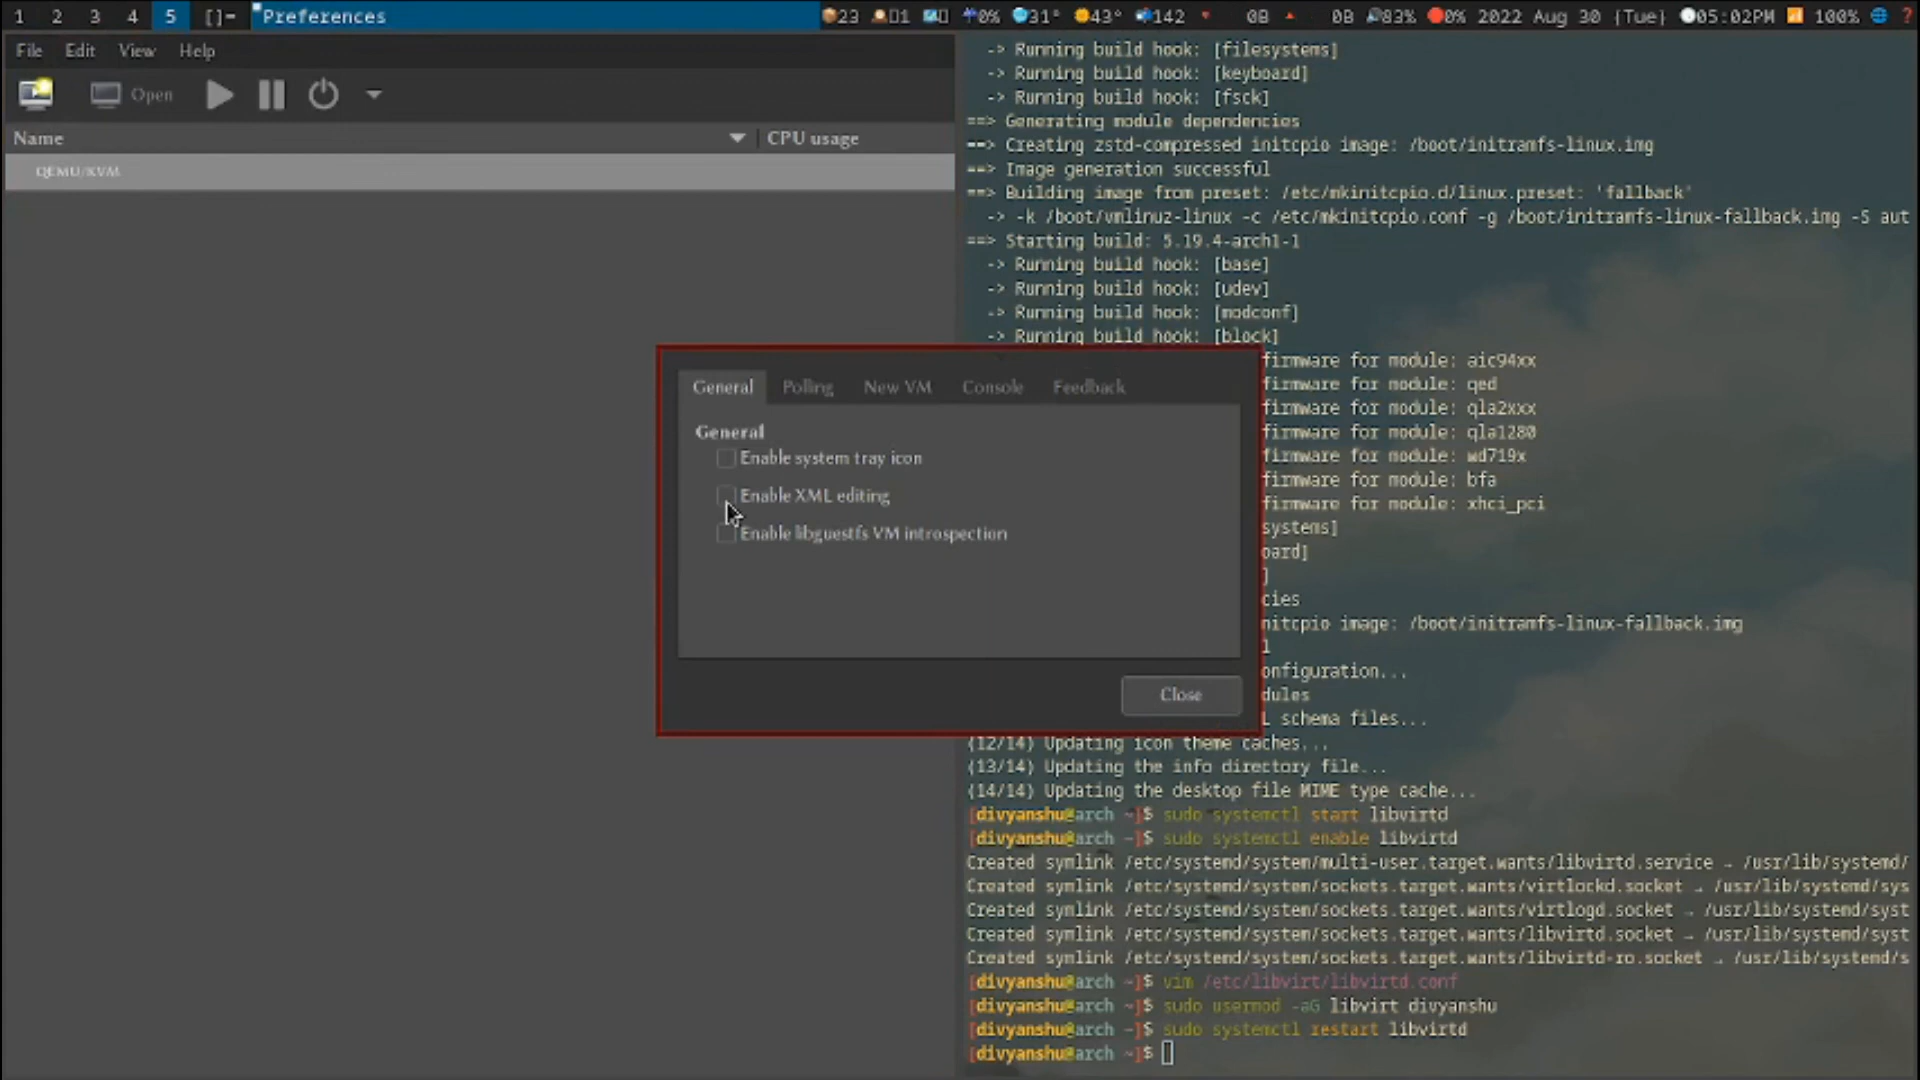 1 2 3 4 5 []= Preferences 23 1 0% 31° 43° 142 0B 0B 83% 0% 2022 Aug 30 [Tue] 05:02PM 100% ?
File Edit View Help
Open
Name CPU usage
QEMU/KVM
General Polling New VM Console Feedback
General
Enable system tray icon
Enable XML editing
Enable libguestfs VM introspection
Close
-> Running build hook: [filesystems]
-> Running build hook: [keyboard]
-> Running build hook: [fsck]
==> Generating module dependencies
==> Creating zstd-compressed initcpio image: /boot/initramfs-linux.img
==> Image generation successful
==> Building image from preset: /etc/mkinitcpio.d/linux.preset: 'fallback'
-> -k /boot/vmlinuz-linux -c /etc/mkinitcpio.conf -g /boot/initramfs-linux-fallback.img -S aut
==> Starting build: 5.19.4-arch1-1
-> Running build hook: [base]
-> Running build hook: [udev]
-> Running build hook: [modconf]
-> Running build hook: [block]
firmware for module: aic94xx
firmware for module: qed
firmware for module: qla2xxx
firmware for module: qla1280
firmware for module: wd719x
firmware for module: bfa
firmware for module: xhci_pci
systems]
oard]
]
cies
nitcpio image: /boot/initramfs-linux-fallback.img
l
onfiguration...
dules
L schema files...
(12/14) Updating icon theme caches...
(13/14) Updating the info directory file...
(14/14) Updating the desktop file MIME type cache...
[divyanshu@arch ~]$ sudo systemctl start libvirtd
[divyanshu@arch ~]$ sudo systemctl enable libvirtd
Created symlink /etc/systemd/system/multi-user.target.wants/libvirtd.service → /usr/lib/systemd/
Created symlink /etc/systemd/system/sockets.target.wants/virtlockd.socket → /usr/lib/systemd/sys
Created symlink /etc/systemd/system/sockets.target.wants/virtlogd.socket → /usr/lib/systemd/syst
Created symlink /etc/systemd/system/sockets.target.wants/libvirtd.socket → /usr/lib/systemd/syst
Created symlink /etc/systemd/system/sockets.target.wants/libvirtd-ro.socket → /usr/lib/systemd/s
[divyanshu@arch ~]$ vim /etc/libvirt/libvirtd.conf
[divyanshu@arch ~]$ sudo usermod -aG libvirt divyanshu
[divyanshu@arch ~]$ sudo systemctl restart libvirtd
[divyanshu@arch ~]$